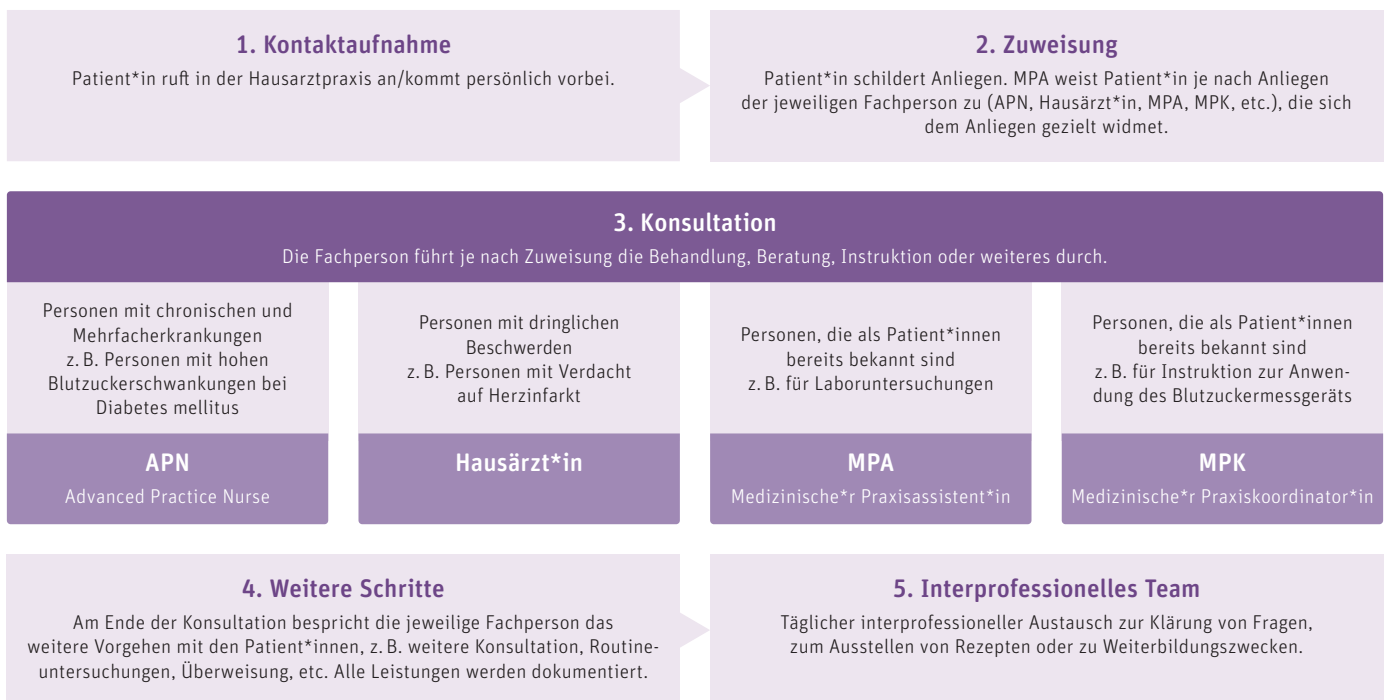 1. Kontaktaufnahme
Patient*in ruft in der Hausarztpraxis an/kommt persönlich vorbei.
2. Zuweisung
Patient*in schildert Anliegen. MPA weist Patient*in je nach Anliegen
der jeweiligen Fachperson zu (APN, Hausärzt*in, MPA, MPK, etc.), die sich
dem Anliegen gezielt widmet.
3. Konsultation
Die Fachperson führt je nach Zuweisung die Behandlung, Beratung, Instruktion oder weiteres durch.
Personen mit chronischen und
Mehrfacherkrankungen
z. B. Personen mit hohen
Blutzuckerschwankungen bei
Diabetes mellitus
APN
Advanced Practice Nurse
Personen mit dringlichen
Beschwerden
z. B. Personen mit Verdacht
auf Herzinfarkt
Hausärzt*in
Personen, die als Patient*innen
bereits bekannt sind
z. B. für Laboruntersuchungen
MPA
Medizinische*r Praxisassistent*in
Personen, die als Patient*innen
bereits bekannt sind
z. B. für Instruktion zur Anwen-
dung des Blutzuckermessgeräts
MPK
Medizinische*r Praxiskoordinator*in
4. Weitere Schritte
Am Ende der Konsultation bespricht die jeweilige Fachperson das
weitere Vorgehen mit den Patient*innen, z. B. weitere Konsultation, Routine-
untersuchungen, Überweisung, etc. Alle Leistungen werden dokumentiert.
5. Interprofessionelles Team
Täglicher interprofessioneller Austausch zur Klärung von Fragen,
zum Ausstellen von Rezepten oder zu Weiterbildungszwecken.